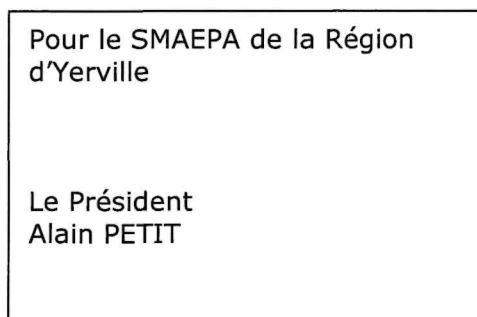 Pour le SMAEPA de la Région
d'Yerville
Le Président
Alain PETIT